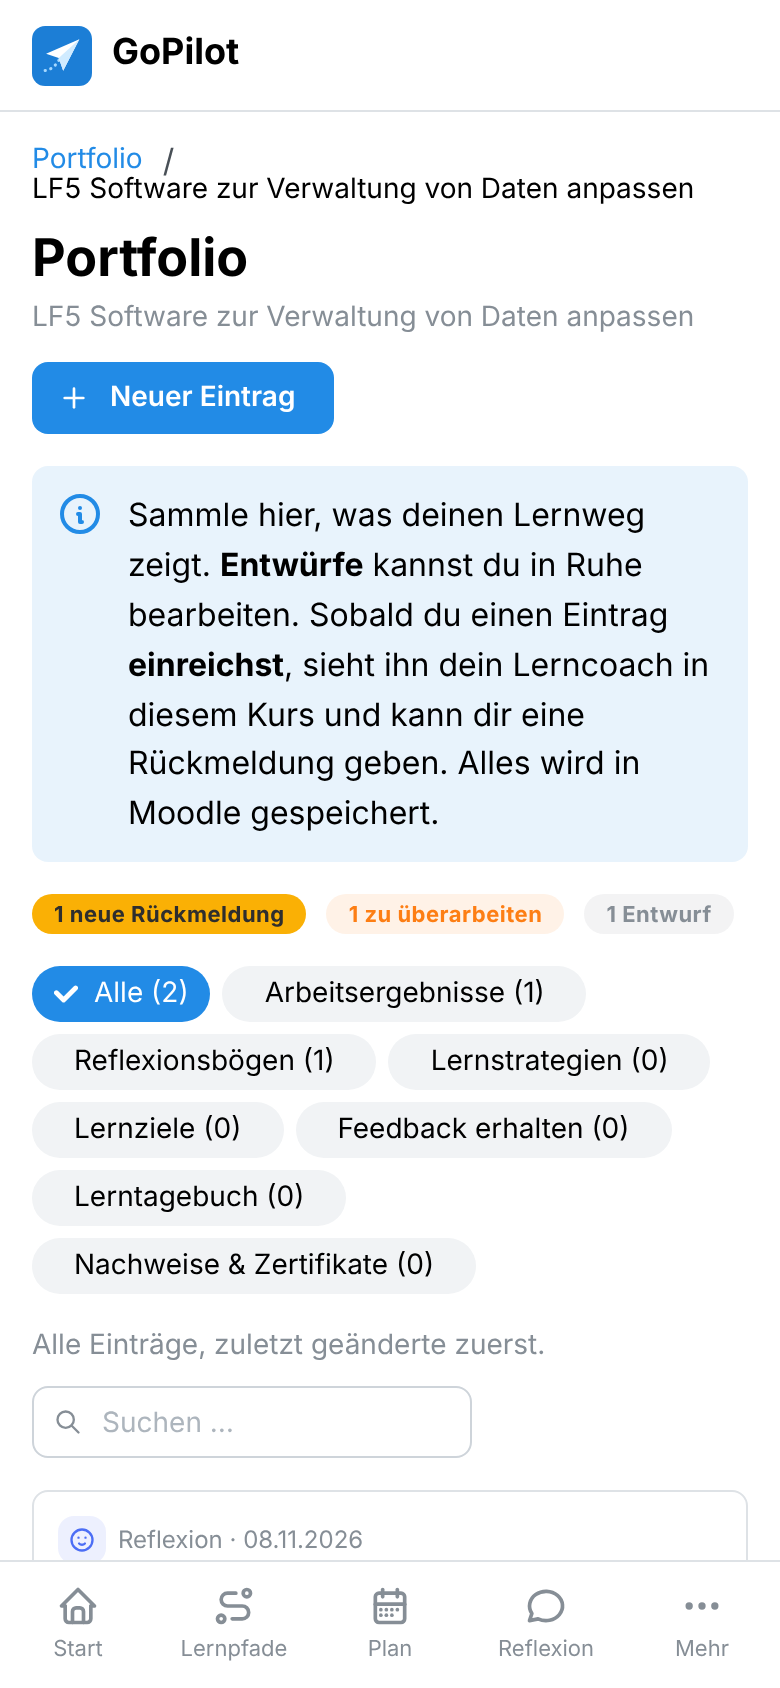 GoPilot
Portfolio /
LF5 Software zur Verwaltung von Daten anpassen
Portfolio
LF5 Software zur Verwaltung von Daten anpassen
Neuer Eintrag
Sammle hier, was deinen Lernweg
zeigt. Entwürfe kannst du in Ruhe
bearbeiten. Sobald du einen Eintrag
einreichst, sieht ihn dein Lerncoach in
diesem Kurs und kann dir eine
Rückmeldung geben. Alles wird in
Moodle gespeichert.
1 neue Rückmeldung 1 zu überarbeiten 1 Entwurf
Alle (2) Arbeitsergebnisse (1)
Reflexionsbögen (1) Lernstrategien (0)
Lernziele (0) Feedback erhalten (0)
Lerntagebuch (0)
Nachweise & Zertifikate (0)
Alle Einträge, zuletzt geänderte zuerst.
Suchen ...
Reflexion · 08.11.2026
Start Lernpfade Plan Reflexion Mehr